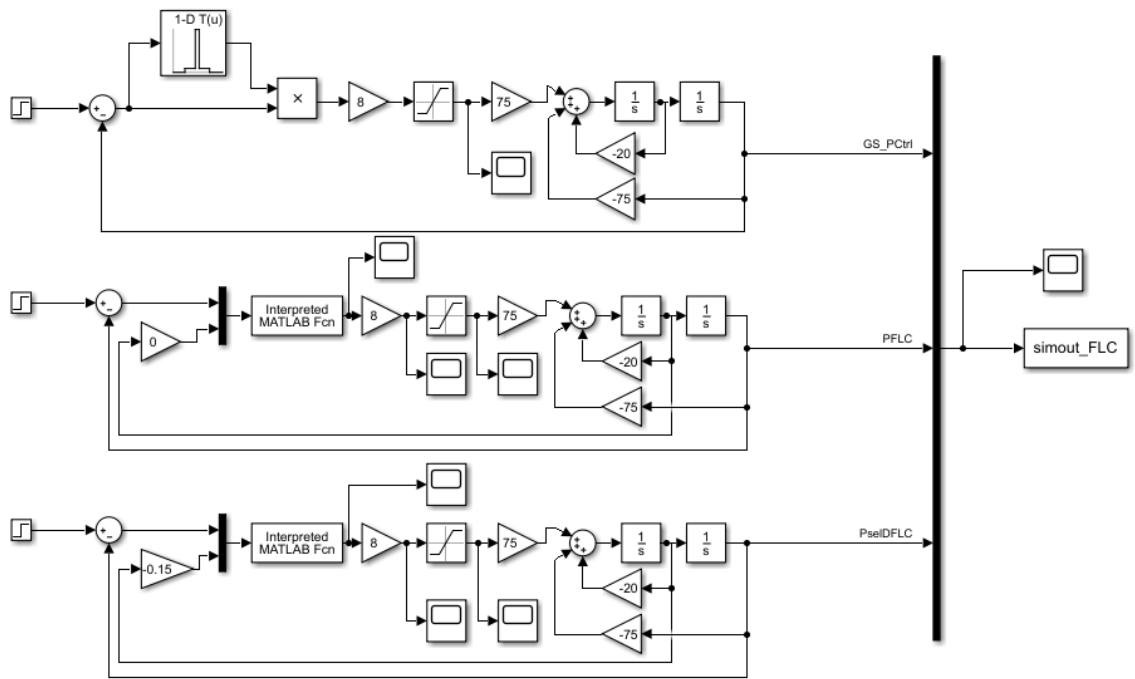 1-D T(u)
×
8
75
1
s
1
s
-20
-75
GS_PCtrl
0
Interpreted
MATLAB Fcn
8
75
1
s
1
s
-20
-75
PFLC
simout_FLC
-0.15
Interpreted
MATLAB Fcn
8
75
1
s
1
s
-20
-75
PselDFLC